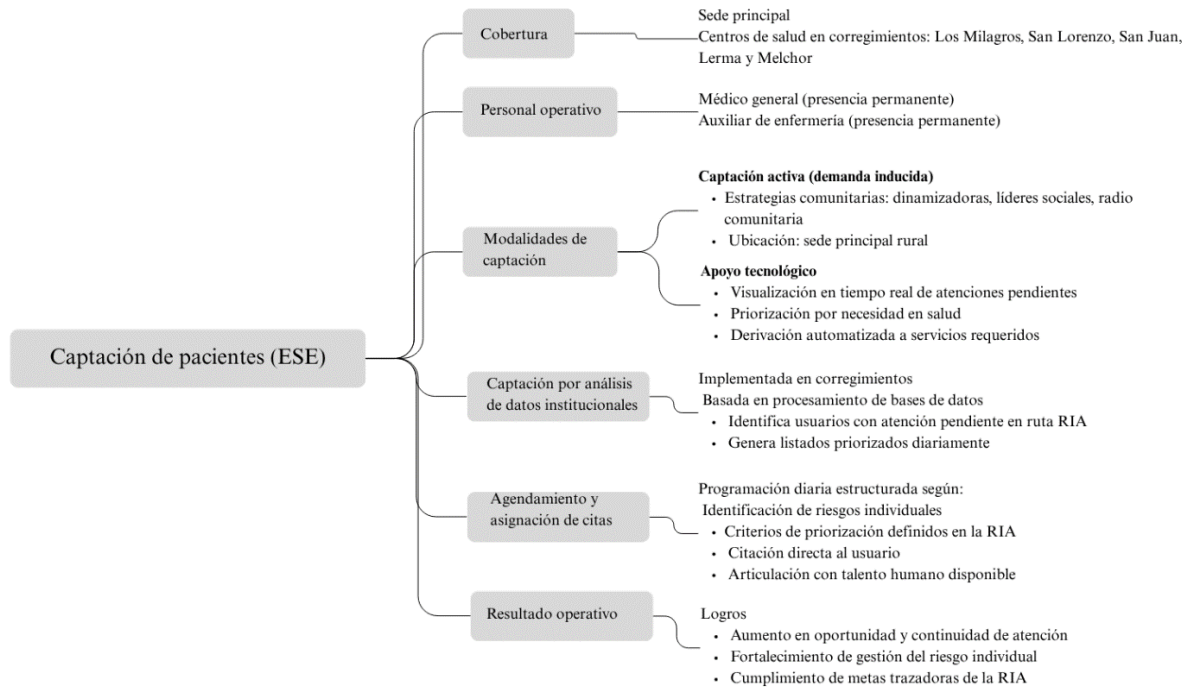 Captación de pacientes (ESE)
Cobertura
Sede principal
Centros de salud en corregimientos: Los Milagros, San Lorenzo, San Juan,
Lerma y Melchor
Personal operativo
Médico general (presencia permanente)
Auxiliar de enfermería (presencia permanente)
Modalidades de
captación
Captación activa (demanda inducida)
• Estrategias comunitarias: dinamizadoras, líderes sociales, radio
comunitaria
• Ubicación: sede principal rural
Apoyo tecnológico
• Visualización en tiempo real de atenciones pendientes
• Priorización por necesidad en salud
• Derivación automatizada a servicios requeridos
Captación por análisis
de datos institucionales
Implementada en corregimientos
Basada en procesamiento de bases de datos
• Identifica usuarios con atención pendiente en ruta RIA
• Genera listados priorizados diariamente
Agendamiento y
asignación de citas
Programación diaria estructurada según:
Identificación de riesgos individuales
• Criterios de priorización definidos en la RIA
• Citación directa al usuario
• Articulación con talento humano disponible
Resultado operativo
Logros
• Aumento en oportunidad y continuidad de atención
• Fortalecimiento de gestión del riesgo individual
• Cumplimiento de metas trazadoras de la RIA